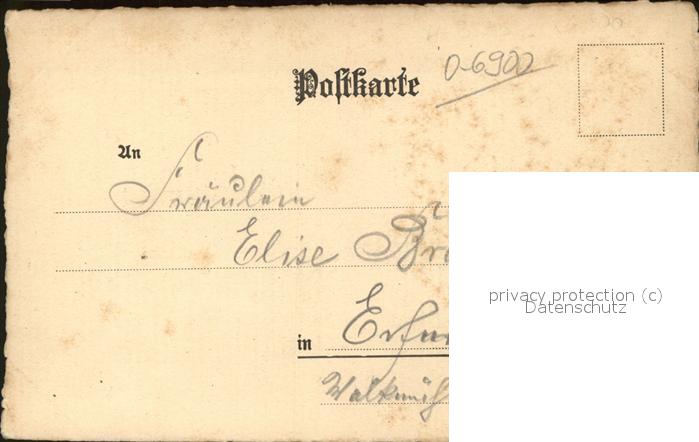 Postkarte
0-6900
An
Fräulein
Elise
in
privacy protection (c)
Datenschutz